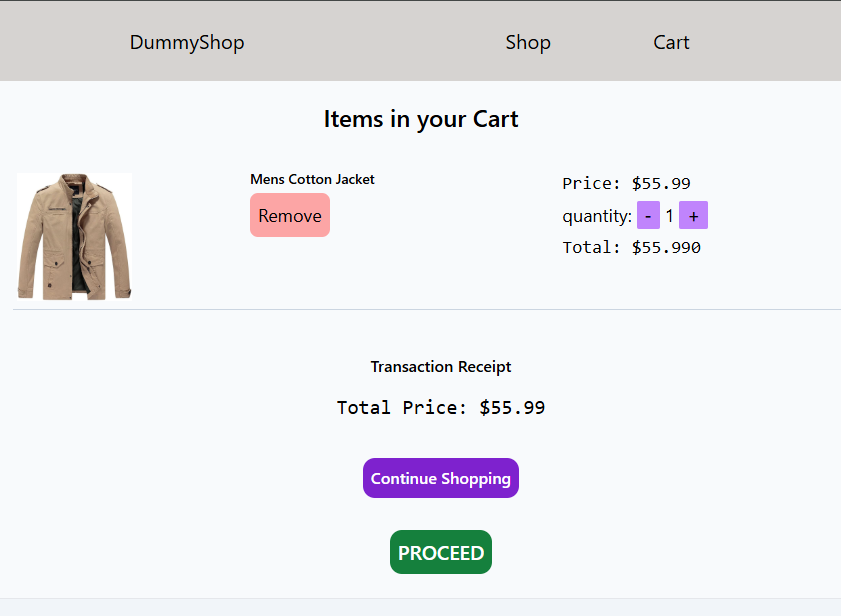 DummyShop Shop Cart
Items in your Cart
Mens Cotton Jacket
Remove
Price: $55.99
quantity: - 1 +
Total: $55.990
Transaction Receipt
Total Price: $55.99
Continue Shopping
PROCEED